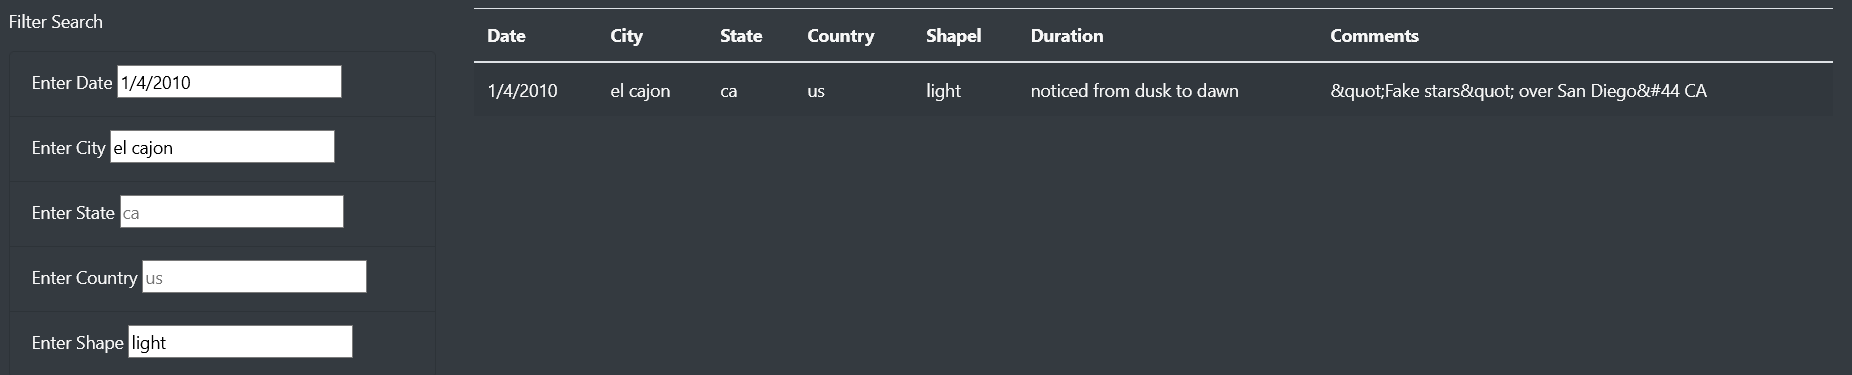 Filter Search
Enter Date 1/4/2010
Enter City el cajon
Enter State ca
Enter Country us
Enter Shape light
Date City State Country Shapel Duration Comments
1/4/2010 el cajon ca us light noticed from dusk to dawn &quot;Fake stars&quot; over San Diego&#44 CA